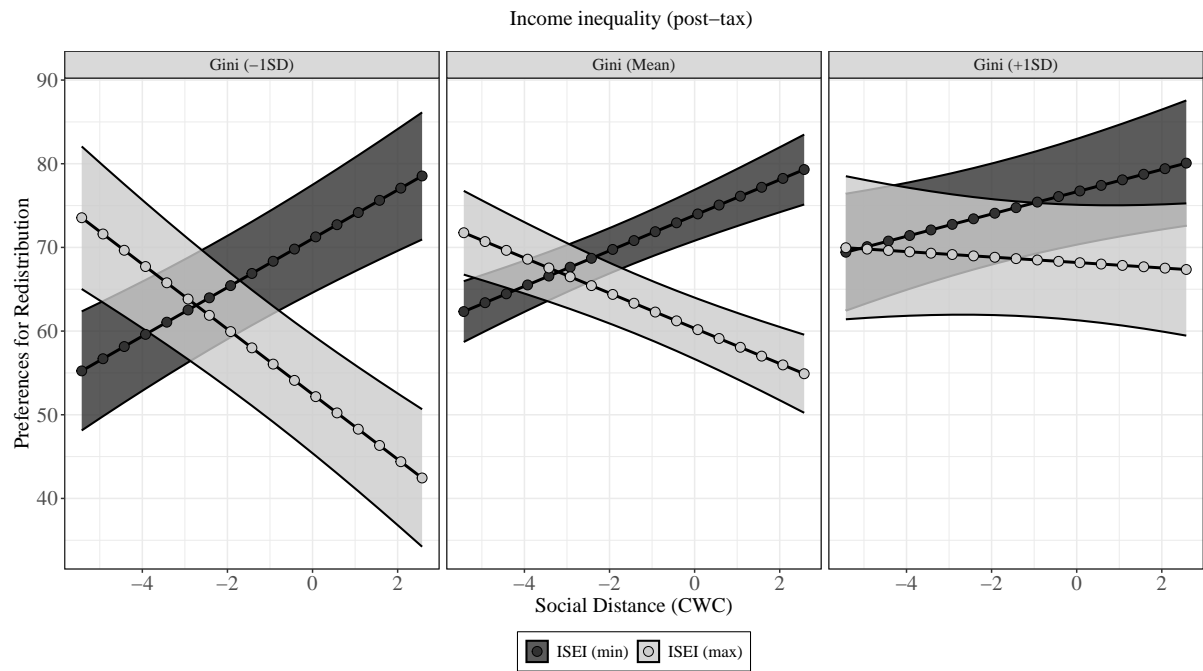 Income inequality (post−tax)
Gini (−1SD) Gini (Mean) Gini (+1SD)
90
80
70
60
50
40
Preferences for Redistribution
−4 −2 0 2 −4 −2 0 2 −4 −2 0 2
Social Distance (CWC)
ISEI (min) ISEI (max)